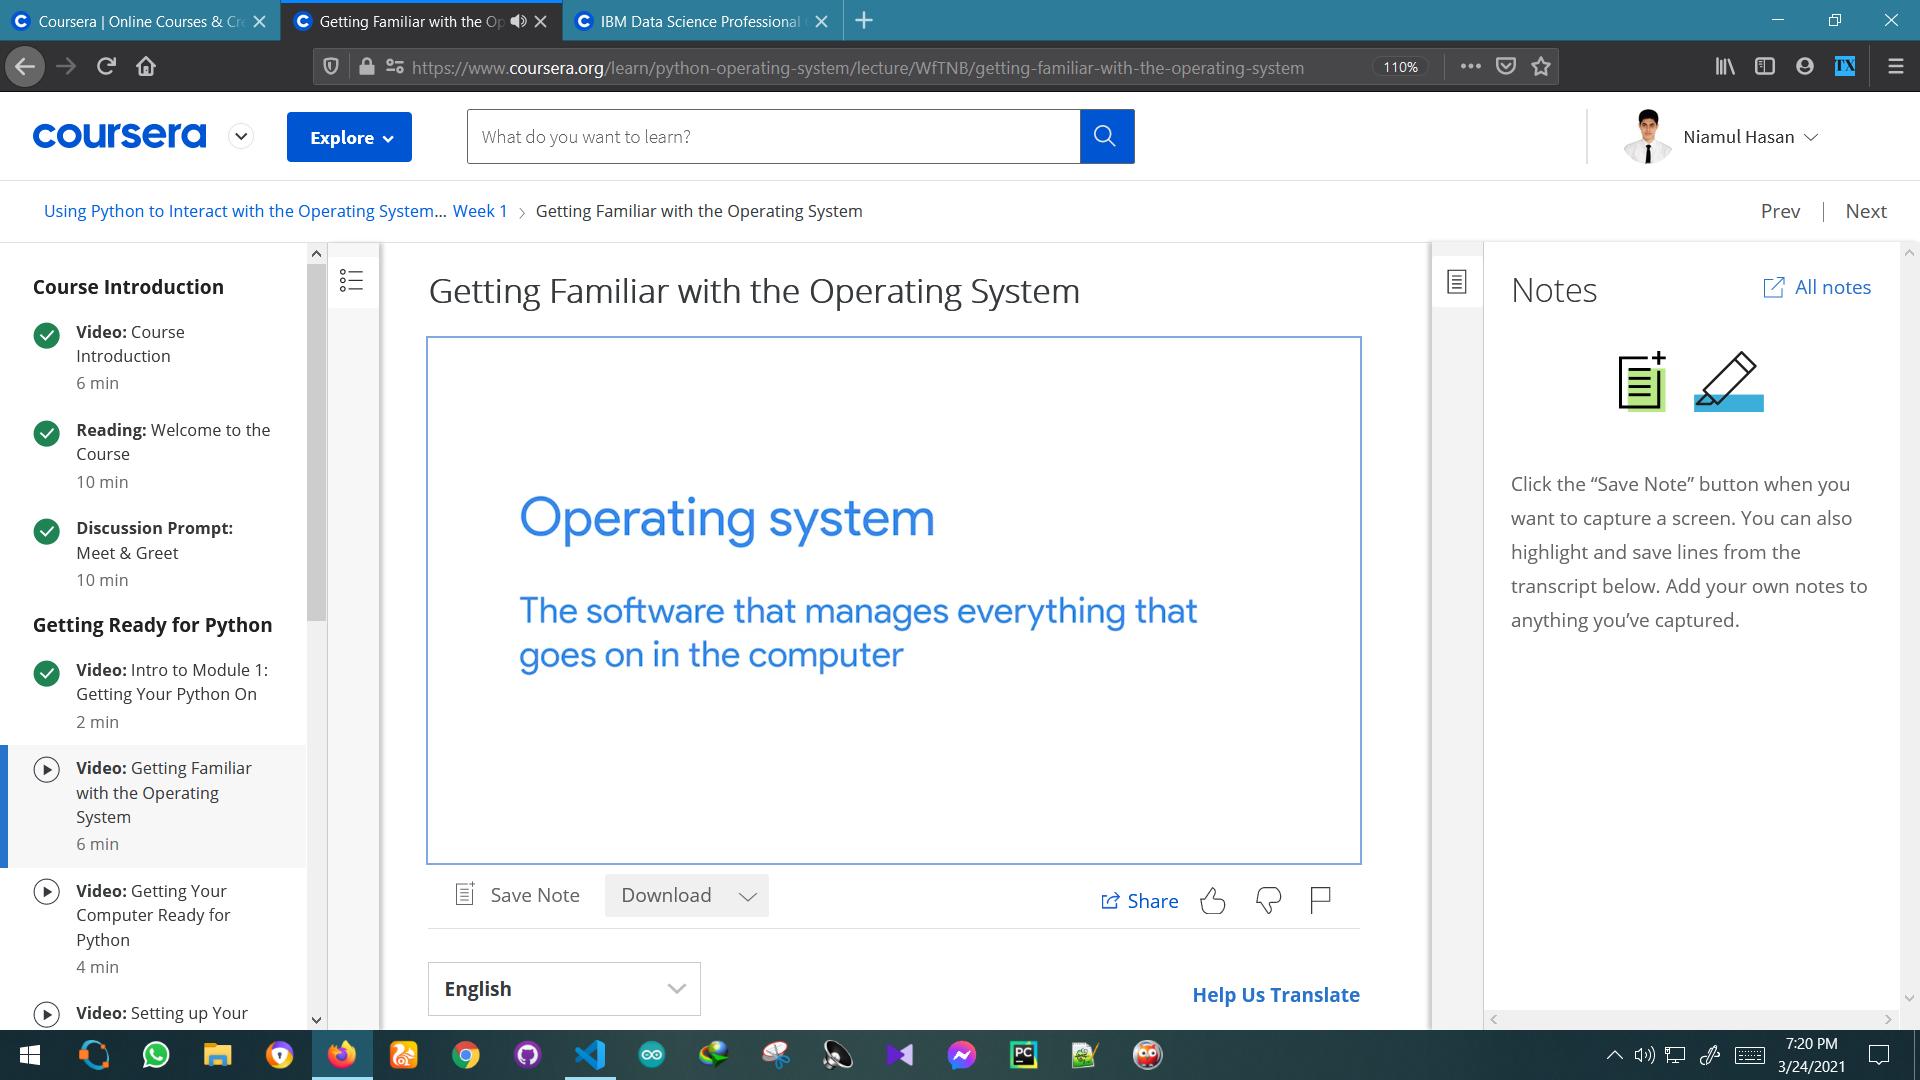 Coursera | Online Courses & Cre
Getting Familiar with the Op
IBM Data Science Professional
https://www.coursera.org/learn/python-operating-system/lecture/WfTNB/getting-familiar-with-the-operating-system
110%
TX
coursera
Explore
What do you want to learn?
Niamul Hasan
Using Python to Interact with the Operating System... Week 1 > Getting Familiar with the Operating System
Prev | Next
Course Introduction
Video: Course
Introduction
6 min
Reading: Welcome to the
Course
10 min
Discussion Prompt:
Meet & Greet
10 min
Getting Ready for Python
Video: Intro to Module 1:
Getting Your Python On
2 min
Video: Getting Familiar
with the Operating
System
6 min
Video: Getting Your
Computer Ready for
Python
4 min
Video: Setting up Your
Getting Familiar with the Operating System
Operating system
The software that manages everything that
goes on in the computer
Save Note
Download
Share
English
Help Us Translate
Notes
All notes
Click the “Save Note” button when you
want to capture a screen. You can also
highlight and save lines from the
transcript below. Add your own notes to
anything you’ve captured.
PC
7:20 PM
3/24/2021